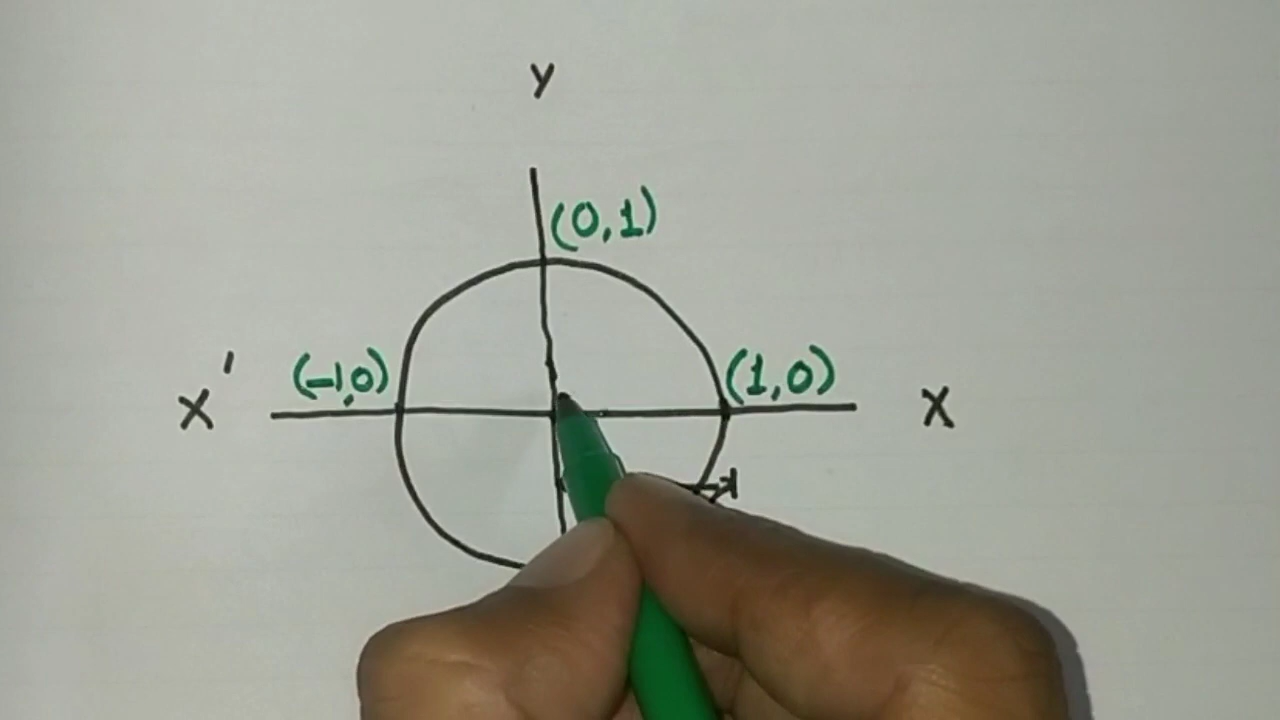 Y
(0,1)
(-1,0)
(1,0)
X'
X